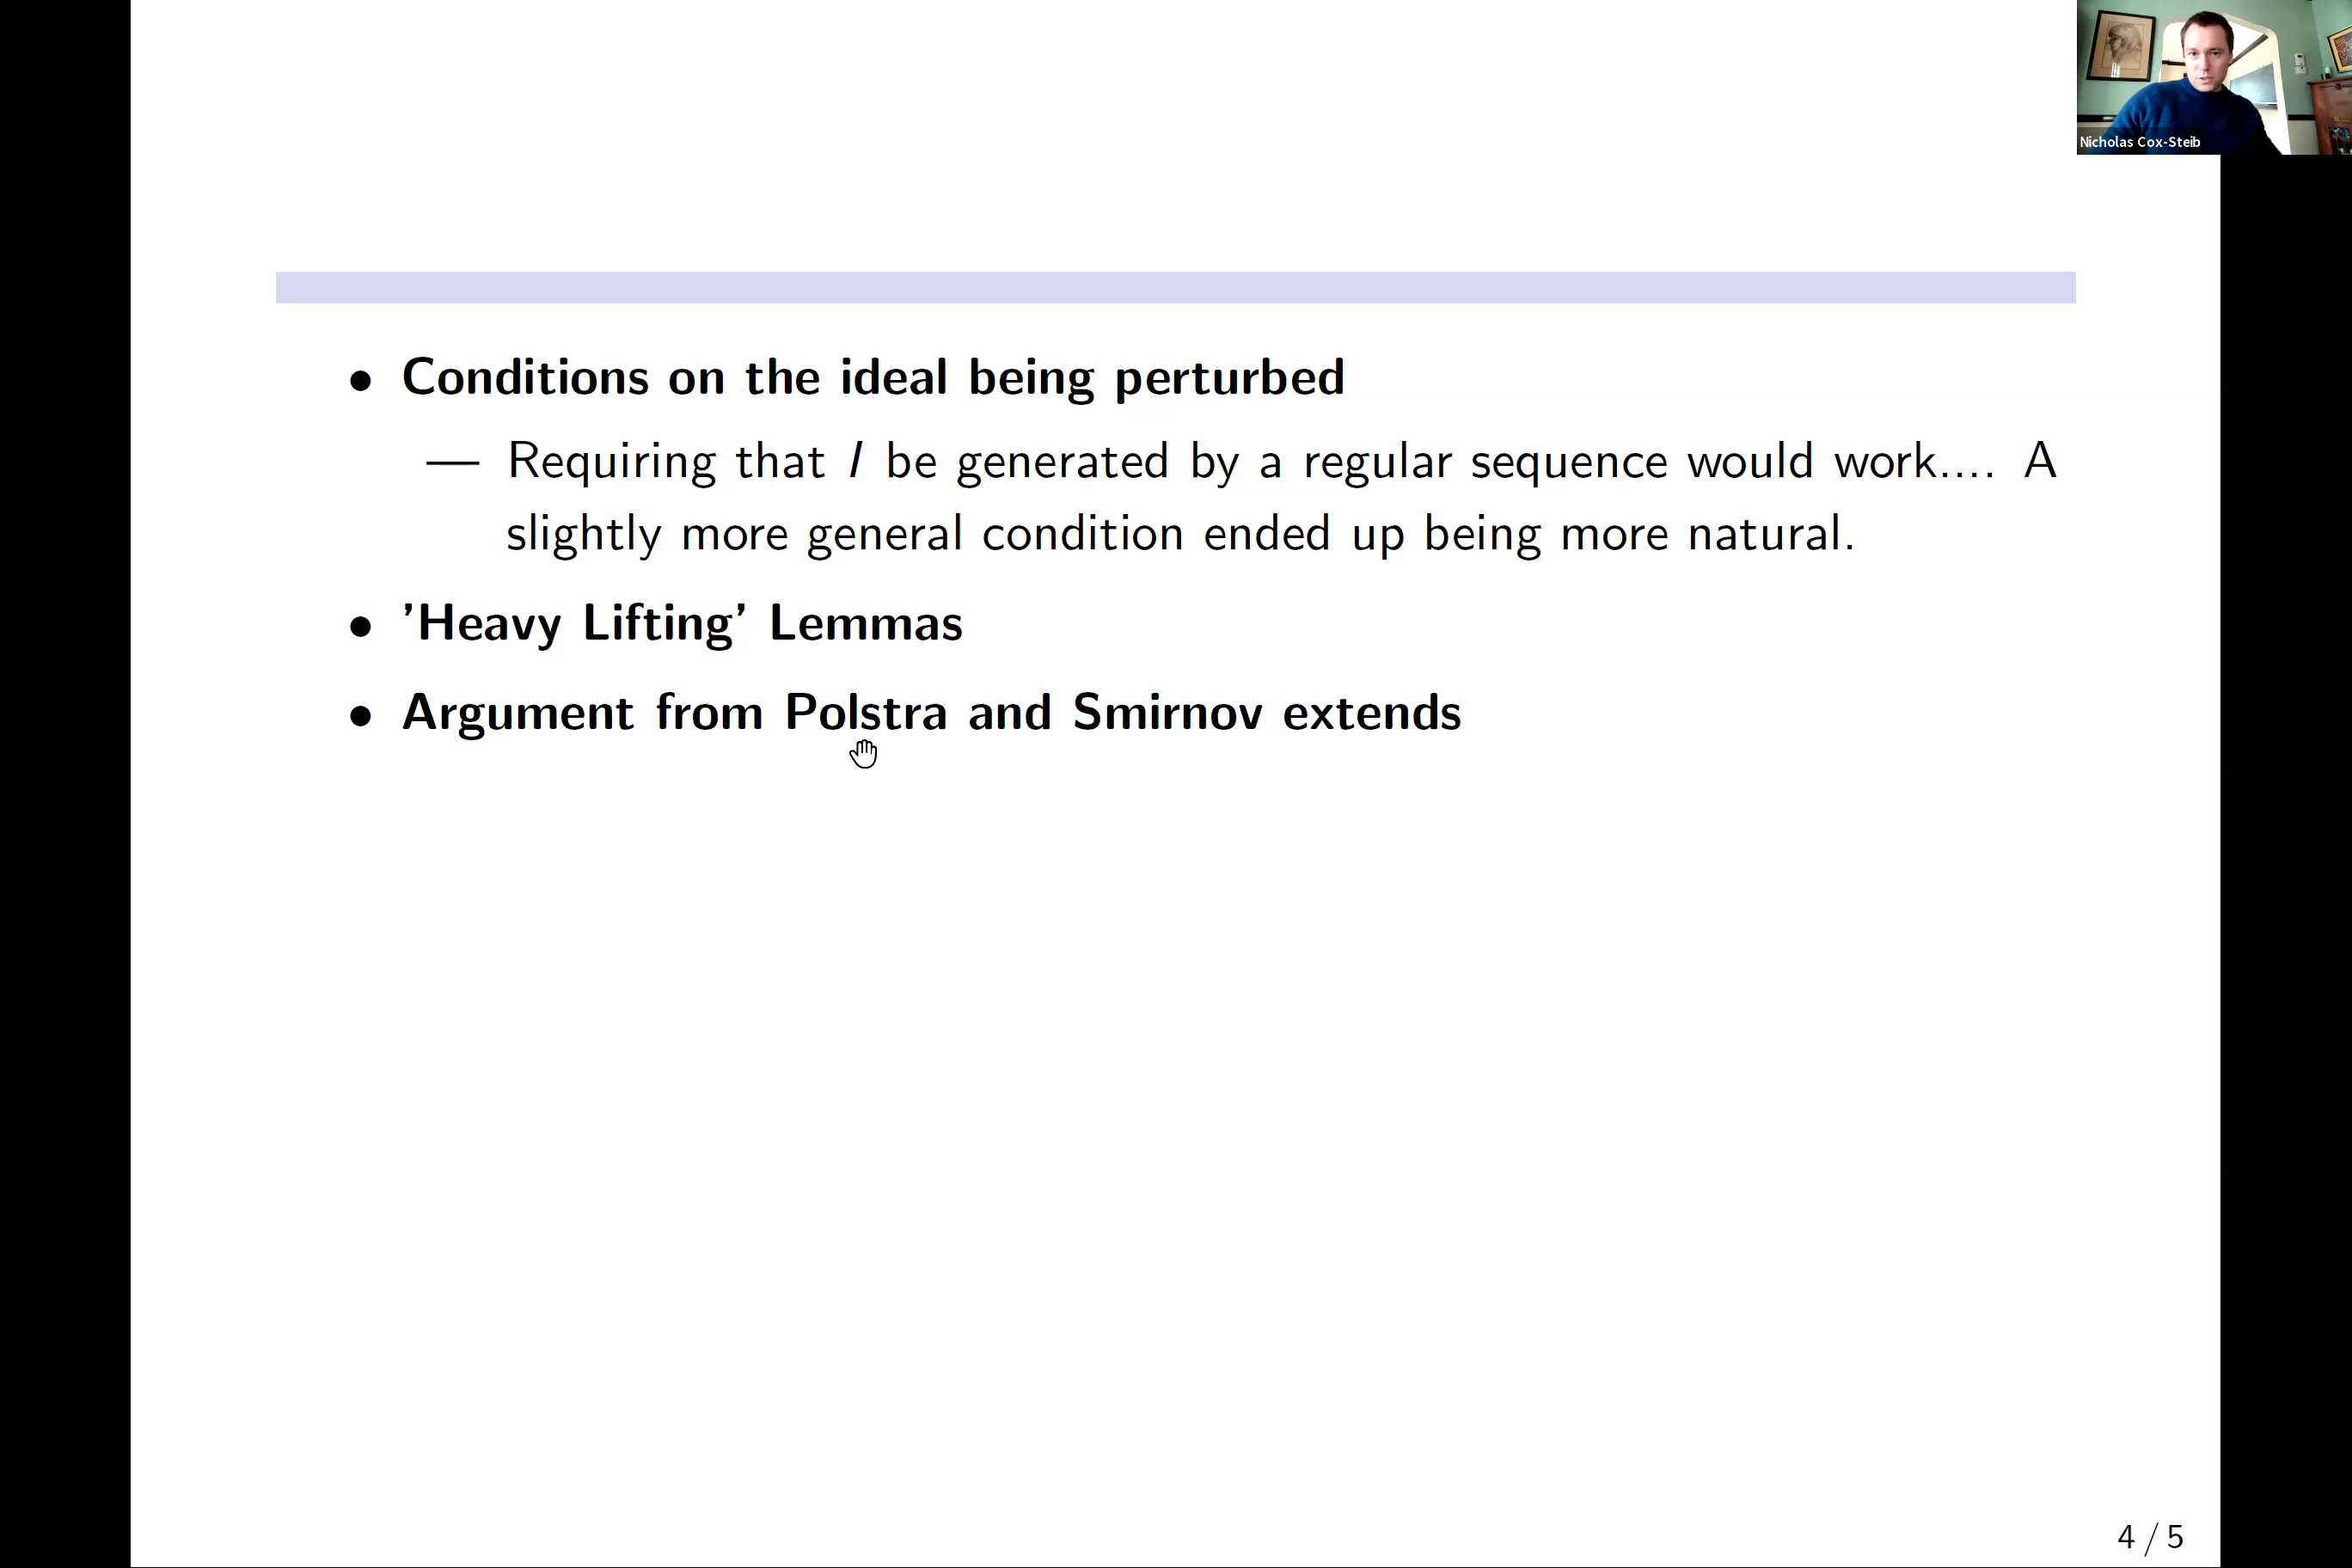 Nicholas Cox-Steib
• Conditions on the ideal being perturbed
— Requiring that I be generated by a regular sequence would work.... A
slightly more general condition ended up being more natural.
• 'Heavy Lifting' Lemmas
• Argument from Polstra and Smirnov extends
4 / 5